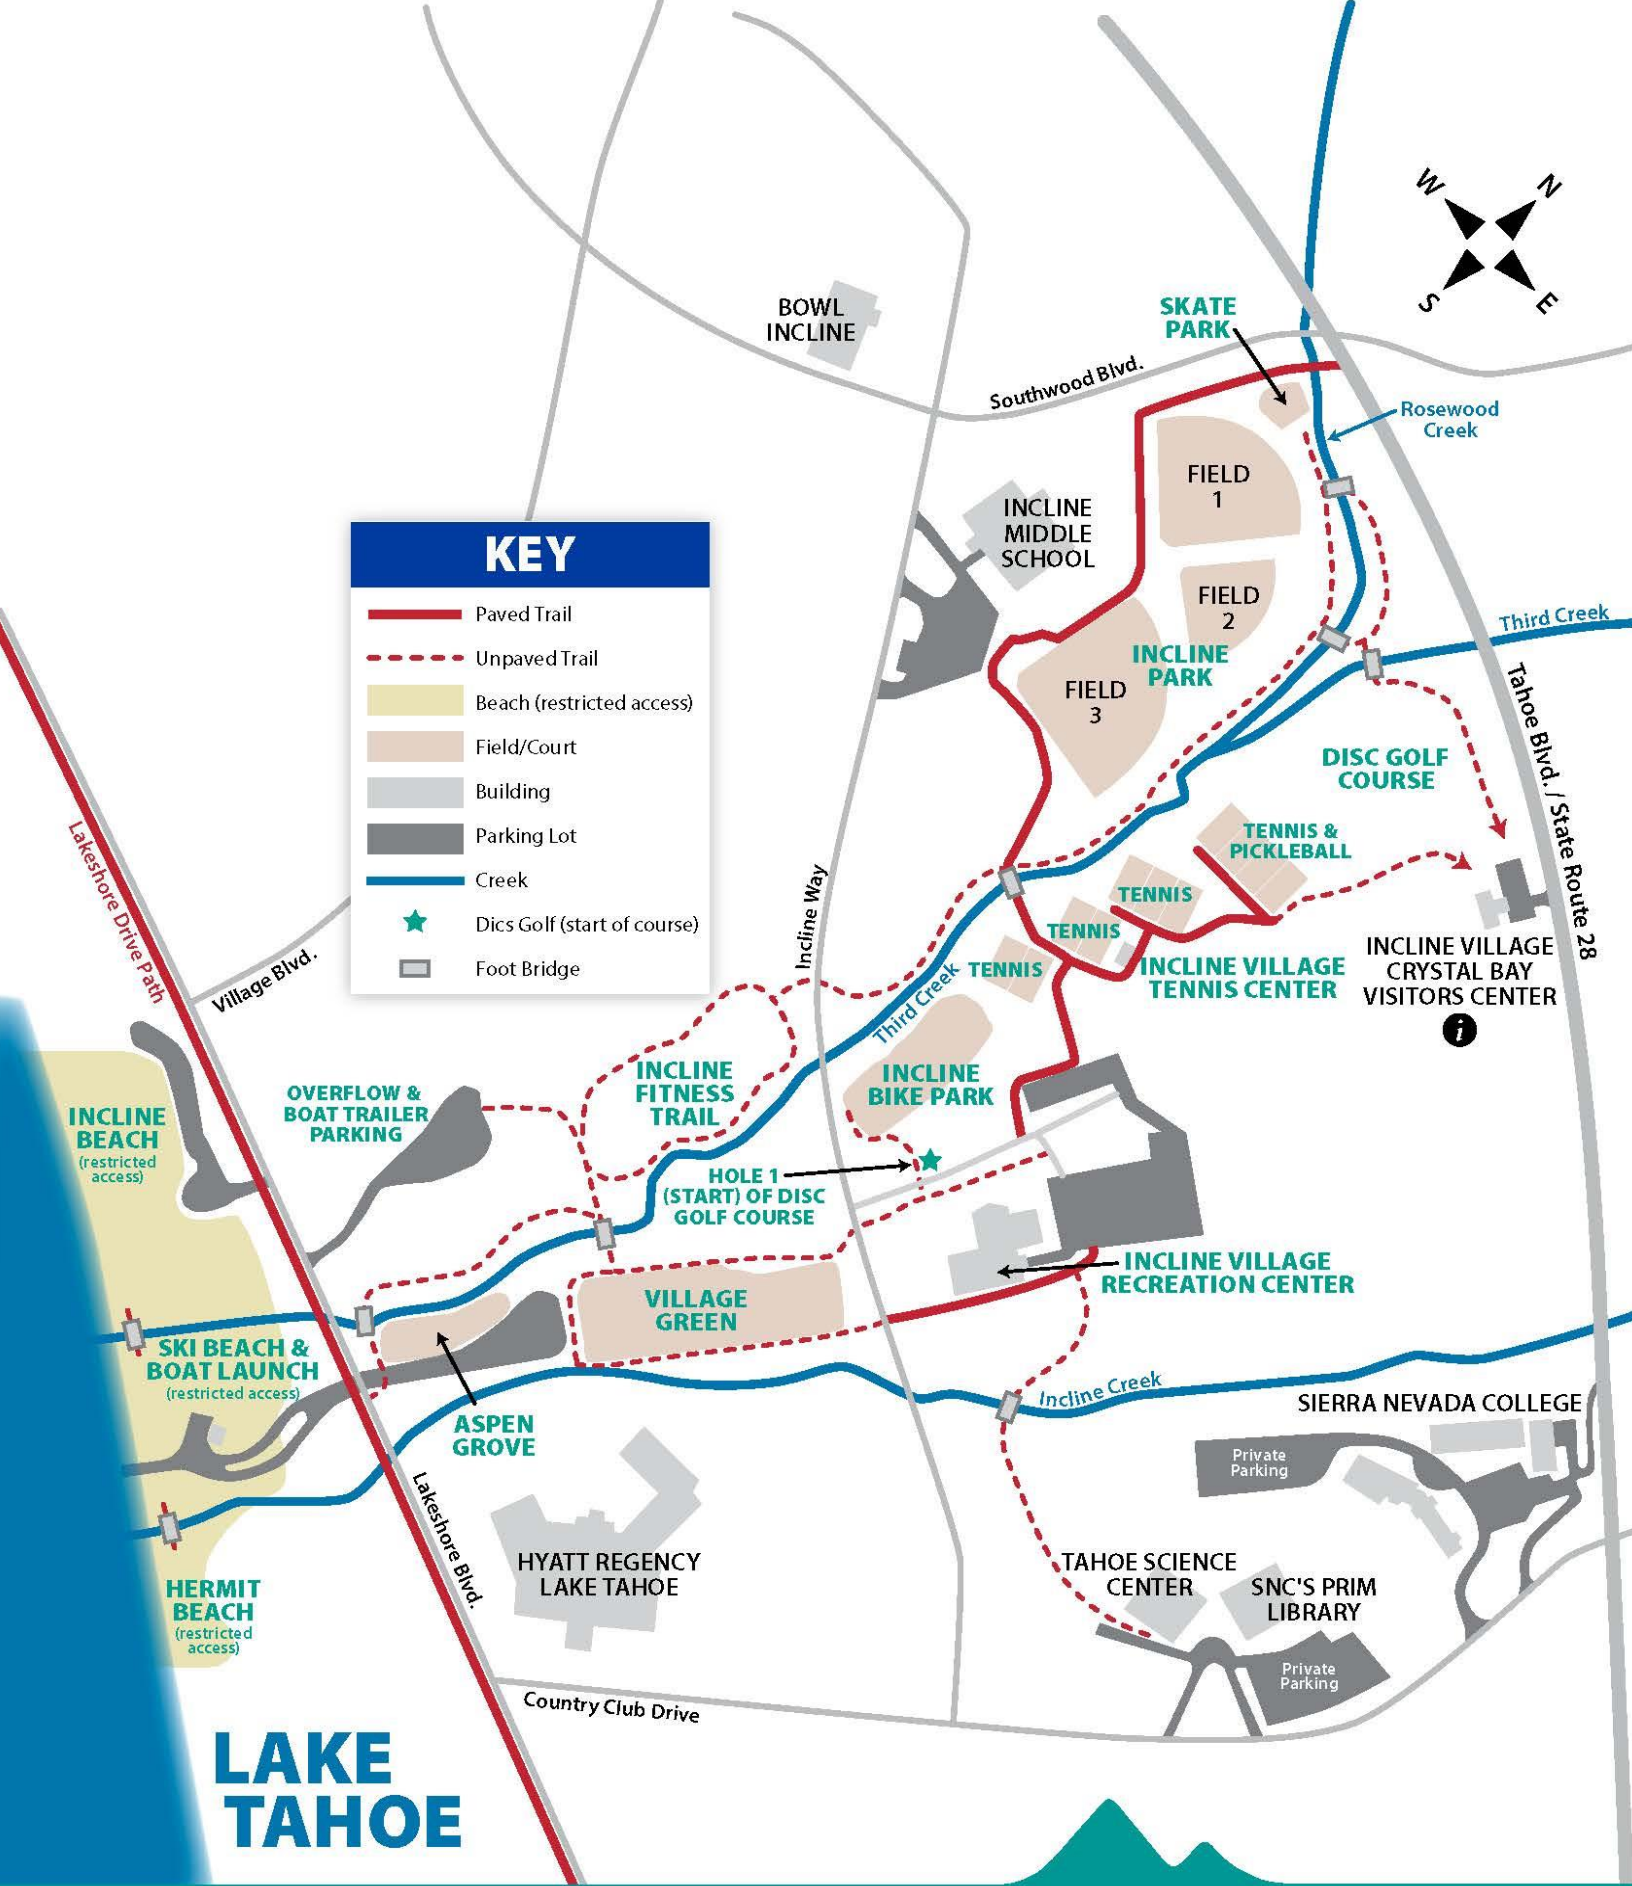 W
N
S
E
BOWL
INCLINE
SKATE
PARK
Southwood Blvd.
Rosewood
Creek
FIELD
1
INCLINE
MIDDLE
SCHOOL
FIELD
2
Third Creek
INCLINE
PARK
FIELD
3
KEY
Paved Trail
Unpaved Trail
Beach (restricted access)
Field/Court
Building
Parking Lot
Creek
Dics Golf (start of course)
Foot Bridge
Tahoe Blvd. / State Route 28
DISC GOLF
COURSE
TENNIS &
PICKLEBALL
TENNIS
TENNIS
TENNIS
INCLINE VILLAGE
TENNIS CENTER
INCLINE VILLAGE
CRYSTAL BAY
VISITORS CENTER
i
Lakeshore Drive Path
Village Blvd.
Incline Way
Third Creek
INCLINE
BIKE PARK
INCLINE
FITNESS
TRAIL
OVERFLOW &
BOAT TRAILER
PARKING
INCLINE
BEACH
(restricted
access)
HOLE 1
(START) OF DISC
GOLF COURSE
INCLINE VILLAGE
RECREATION CENTER
VILLAGE
GREEN
SKI BEACH &
BOAT LAUNCH
(restricted access)
ASPEN
GROVE
Incline Creek
SIERRA NEVADA COLLEGE
Private
Parking
Lakeshore Blvd.
HYATT REGENCY
LAKE TAHOE
TAHOE SCIENCE
CENTER
SNC'S PRIM
LIBRARY
Private
Parking
HERMIT
BEACH
(restricted
access)
Country Club Drive
LAKE
TAHOE